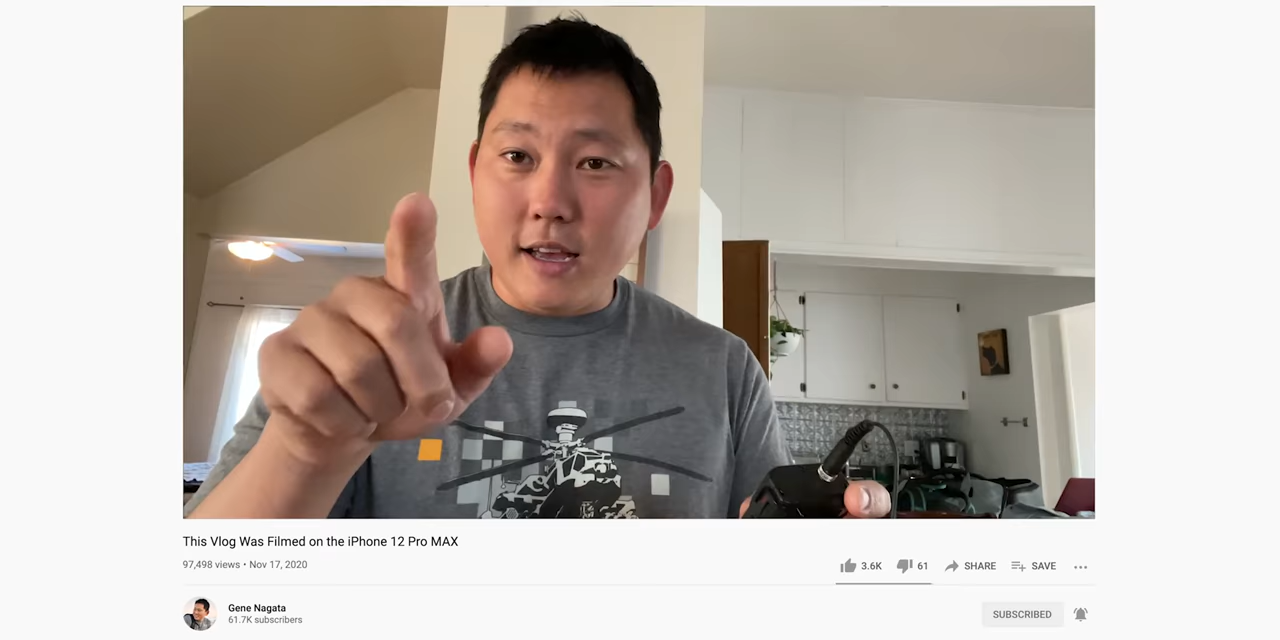 This Vlog Was Filmed on the iPhone 12 Pro MAX
97,498 views • Nov 17, 2020
3.6K 61 SHARE SAVE
Gene Nagata
61.7K subscribers
SUBSCRIBED